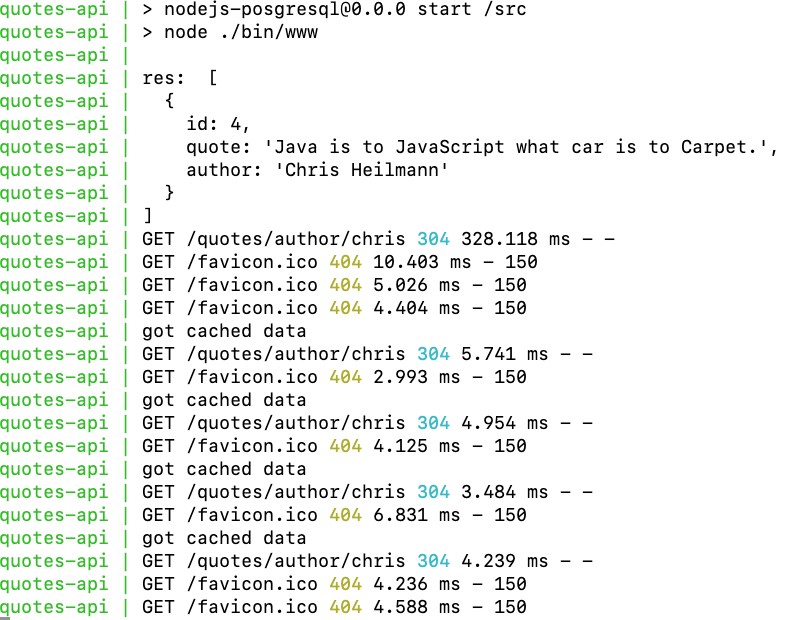 quotes-api | > nodejs-posgresql@0.0.0 start /src
quotes-api | > node ./bin/www
quotes-api |
quotes-api | res:  [
quotes-api |   {
quotes-api |     id: 4,
quotes-api |     quote: 'Java is to JavaScript what car is to Carpet.',
quotes-api |     author: 'Chris Heilmann'
quotes-api |   }
quotes-api | ]
quotes-api | GET /quotes/author/chris 304 328.118 ms - -
quotes-api | GET /favicon.ico 404 10.403 ms - 150
quotes-api | GET /favicon.ico 404 5.026 ms - 150
quotes-api | GET /favicon.ico 404 4.404 ms - 150
quotes-api | got cached data
quotes-api | GET /quotes/author/chris 304 5.741 ms - -
quotes-api | GET /favicon.ico 404 2.993 ms - 150
quotes-api | got cached data
quotes-api | GET /quotes/author/chris 304 4.954 ms - -
quotes-api | GET /favicon.ico 404 4.125 ms - 150
quotes-api | got cached data
quotes-api | GET /quotes/author/chris 304 3.484 ms - -
quotes-api | GET /favicon.ico 404 6.831 ms - 150
quotes-api | got cached data
quotes-api | GET /quotes/author/chris 304 4.239 ms - -
quotes-api | GET /favicon.ico 404 4.236 ms - 150
quotes-api | GET /favicon.ico 404 4.588 ms - 150